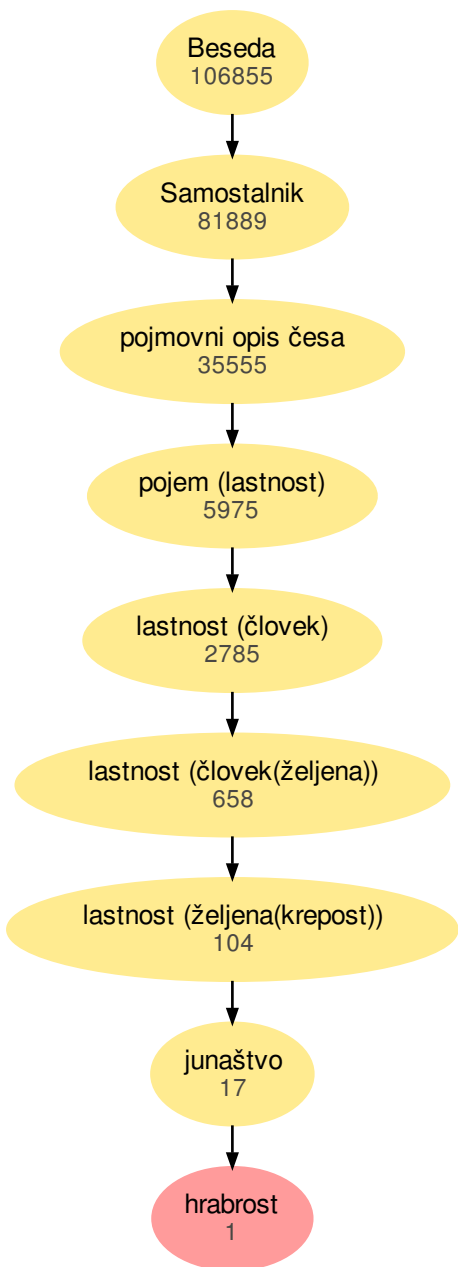 Beseda
106855
Samostalnik
81889
pojmovni opis česa
35555
pojem (lastnost)
5975
lastnost (človek)
2785
lastnost (človek(željena))
658
lastnost (željena(krepost))
104
junaštvo
17
hrabrost
1